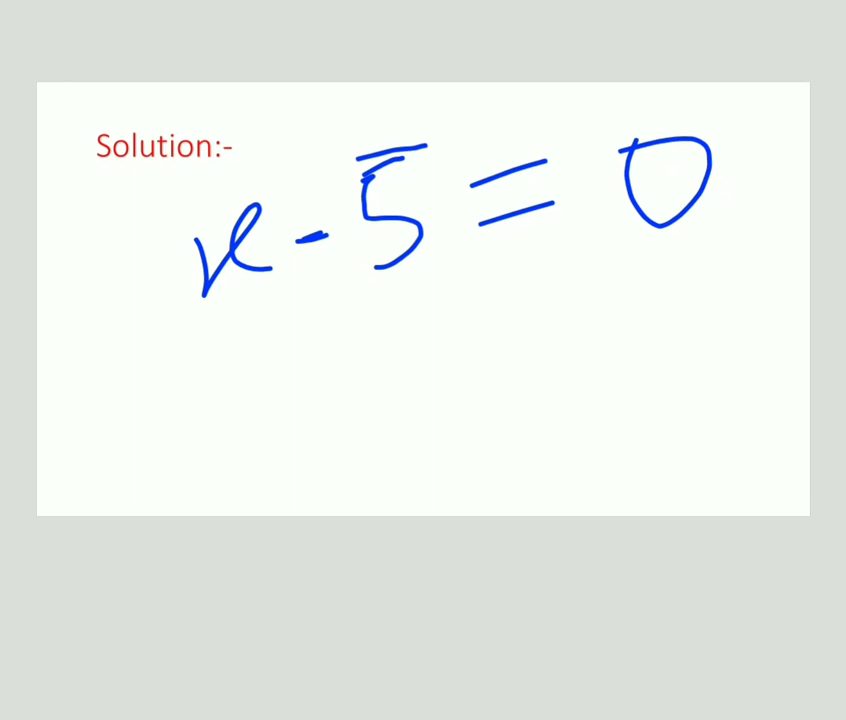 Solution:-
x - 5 = 0